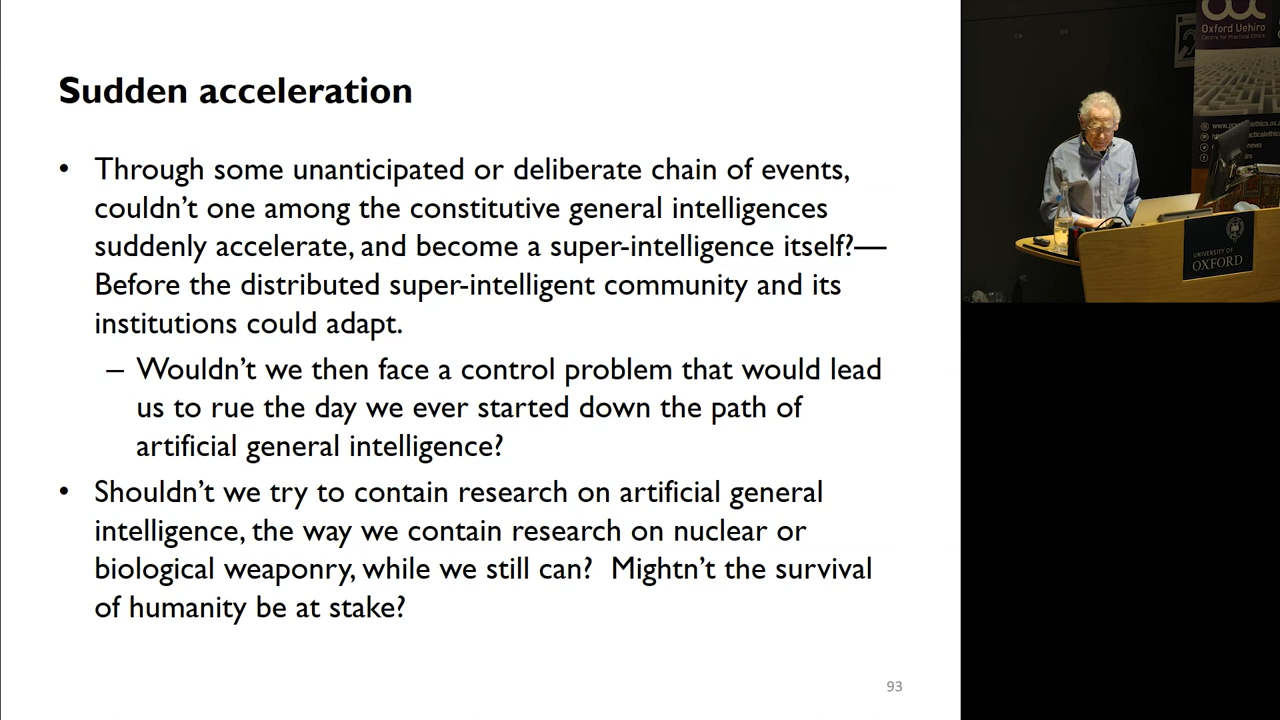 Sudden acceleration
• Through some unanticipated or deliberate chain of events,
couldn't one among the constitutive general intelligences
suddenly accelerate, and become a super-intelligence itself?—
Before the distributed super-intelligent community and its
institutions could adapt.
– Wouldn't we then face a control problem that would lead
us to rue the day we ever started down the path of
artificial general intelligence?
• Shouldn't we try to contain research on artificial general
intelligence, the way we contain research on nuclear or
biological weaponry, while we still can? Mightn't the survival
of humanity be at stake?
93
Oxford Uehiro
Centre for Practical Ethics
UNIVERSITY OF
OXFORD